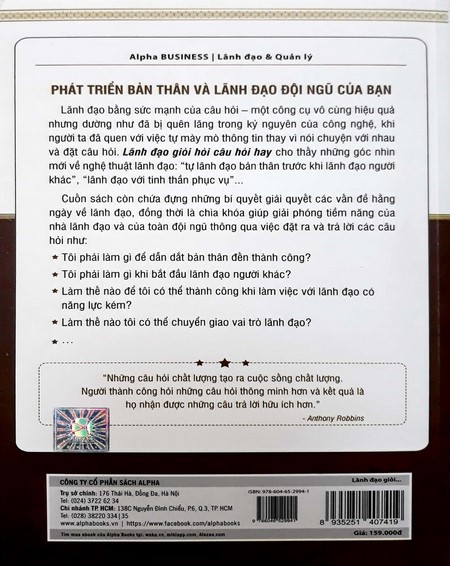 Alpha BUSINESS | Lãnh đạo & Quản lý
PHÁT TRIỂN BẢN THÂN VÀ LÃNH ĐẠO ĐỘI NGŨ CỦA BẠN
Lãnh đạo bằng sức mạnh của câu hỏi – một công cụ vô cùng hiệu quả
nhưng dường như đã bị quên lãng trong kỷ nguyên của công nghệ, khi
người ta đã quen với việc tự mày mò thông tin thay vì nói chuyện với nhau
và đặt câu hỏi. Lãnh đạo giỏi hỏi câu hỏi hay cho thấy những góc nhìn
mới về nghệ thuật lãnh đạo: “tự lãnh đạo bản thân trước khi lãnh đạo người
khác”, “lãnh đạo với tinh thần phục vụ”...
Cuốn sách còn chứa đựng những bí quyết giải quyết các vấn đề hằng
ngày về lãnh đạo, đồng thời là chìa khóa giúp giải phóng tiềm năng của
nhà lãnh đạo và của toàn đội ngũ thông qua việc đặt ra và trả lời các câu
hỏi như:
★ Tôi phải làm gì để dẫn dắt bản thân đến thành công?
★ Tôi phải làm gì khi bắt đầu lãnh đạo người khác?
★ Làm thế nào để tôi có thể thành công khi làm việc với lãnh đạo có
năng lực kém?
★ Làm thế nào tôi có thể chuyển giao vai trò lãnh đạo?
★ ...
“Những câu hỏi chất lượng tạo ra cuộc sống chất lượng.
Người thành công hỏi những câu hỏi thông minh hơn và kết quả là
họ nhận được những câu trả lời hữu ích hơn.”
- Anthony Robbins
CÔNG TY CỔ PHẦN SÁCH ALPHA
Trụ sở chính: 176 Thái Hà, Đống Đa, Hà Nội
Tel: (024) 3722 62 34
Chi nhánh TP. HCM: 138C Nguyễn Đình Chiểu, P.6, Q.3, TP. HCM
Tel: (028) 38220 334 | 35
www.alphabooks.vn | https://www.facebook.com/alphabooks
Tìm mua ebook của Alpha Books tại: waka.vn, mikiapp.com, Alezaa.com
ISBN: 978-604-65-2994-1
9 786046 529941
Lãnh đạo giỏi...
8 935251 407419
Giá: 159.000đ